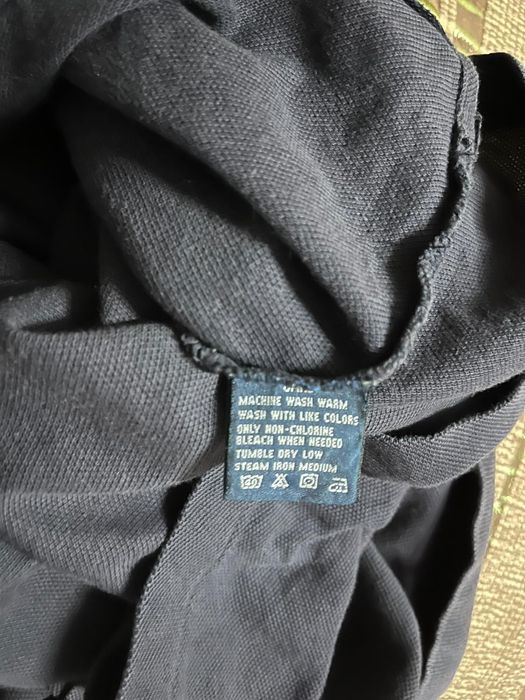 MACHINE WASH WARM
WASH WITH LIKE COLORS
ONLY NON-CHLORINE
BLEACH WHEN NEEDED
TUMBLE DRY LOW
STEAM IRON MEDIUM